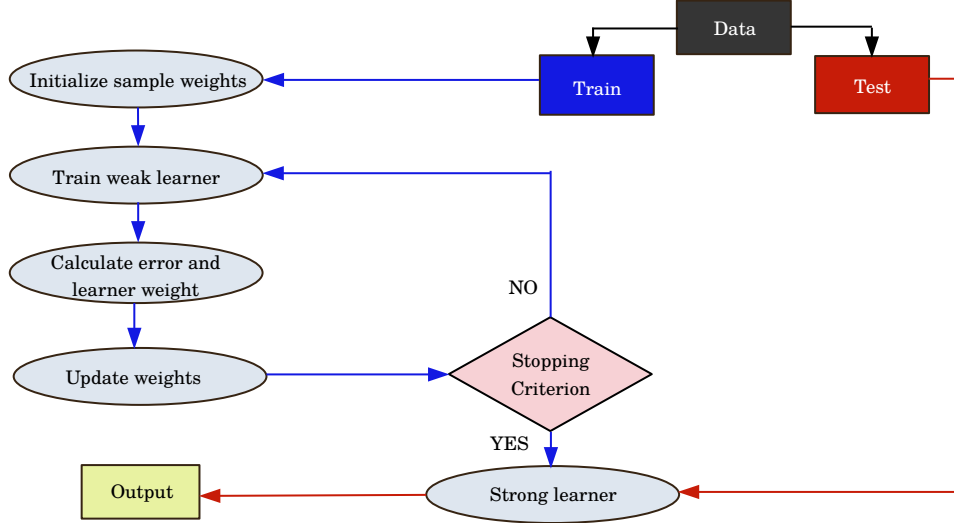 Data
Train
Test
Initialize sample weights
Train weak learner
Calculate error and
learner weight
NO
Update weights
Stopping
Criterion
YES
Output
Strong learner